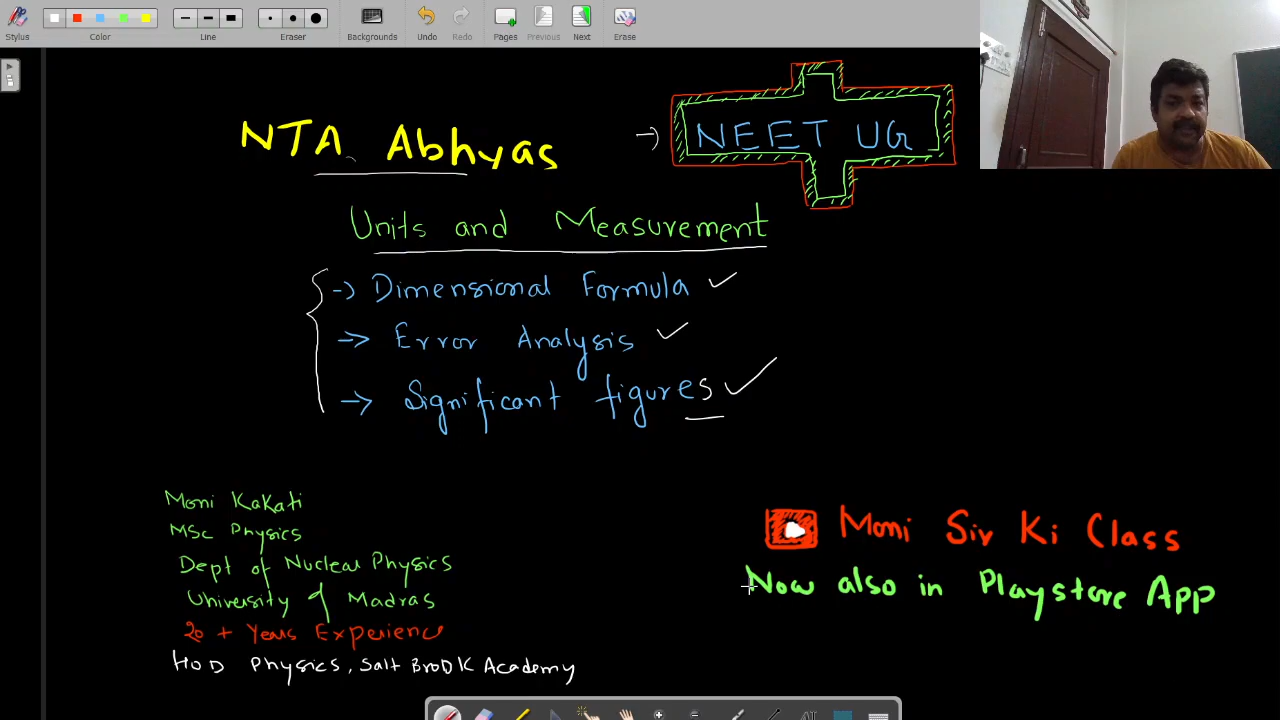 Stylus Color Line Eraser Backgrounds Undo Redo Pages Previous Next Erase
NTA Abhyas
→ NEET UG
Units and Measurement
→ Dimensional Formula ✓
→ Error Analysis ✓
→ Significant figures ✓
Moni Kakati
MSc Physics
Dept of Nuclear Physics
University of Madras
20 + Years Experience
HOD Physics, Salt Brook Academy
Moni Sir Ki Class
Now also in Playstore App